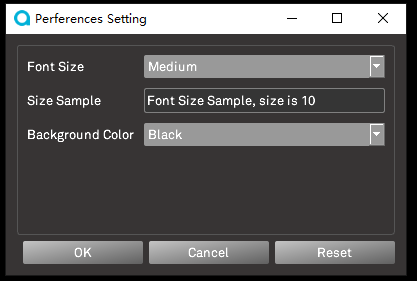 Perferences Setting
Font Size Medium
Size Sample Font Size Sample, size is 10
Background Color Black
OK Cancel Reset